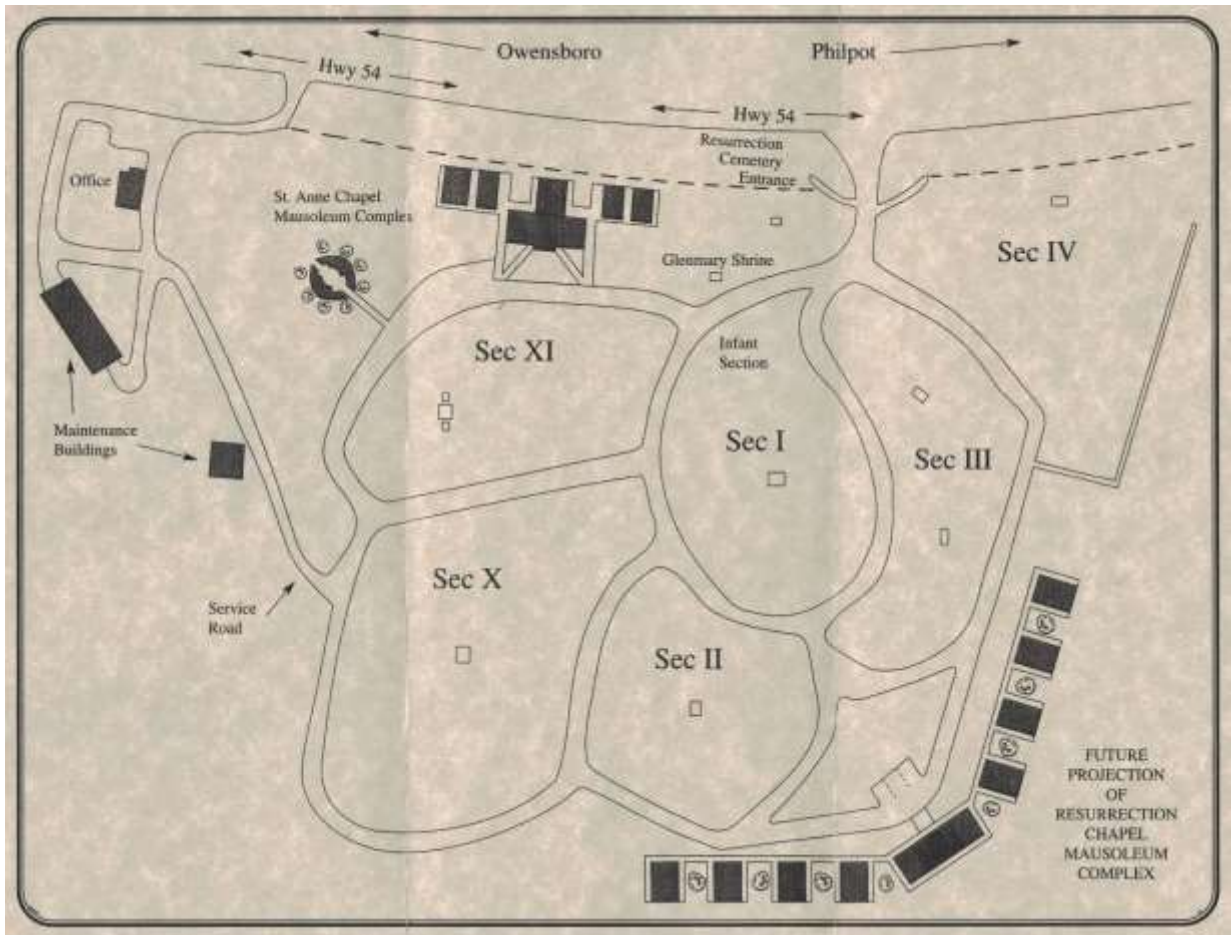 Owensboro
Philpot
Hwy 54
Hwy 54
Resurrection
Cemetery
Entrance
Office
St. Anne Chapel
Mausoleum Complex
Sec IV
Glenmary Shrine
Infant
Section
Sec XI
Sec I
Sec III
Maintenance
Buildings
Sec X
Service
Road
Sec II
FUTURE
PROJECTION
OF
RESURRECTION
CHAPEL
MAUSOLEUM
COMPLEX